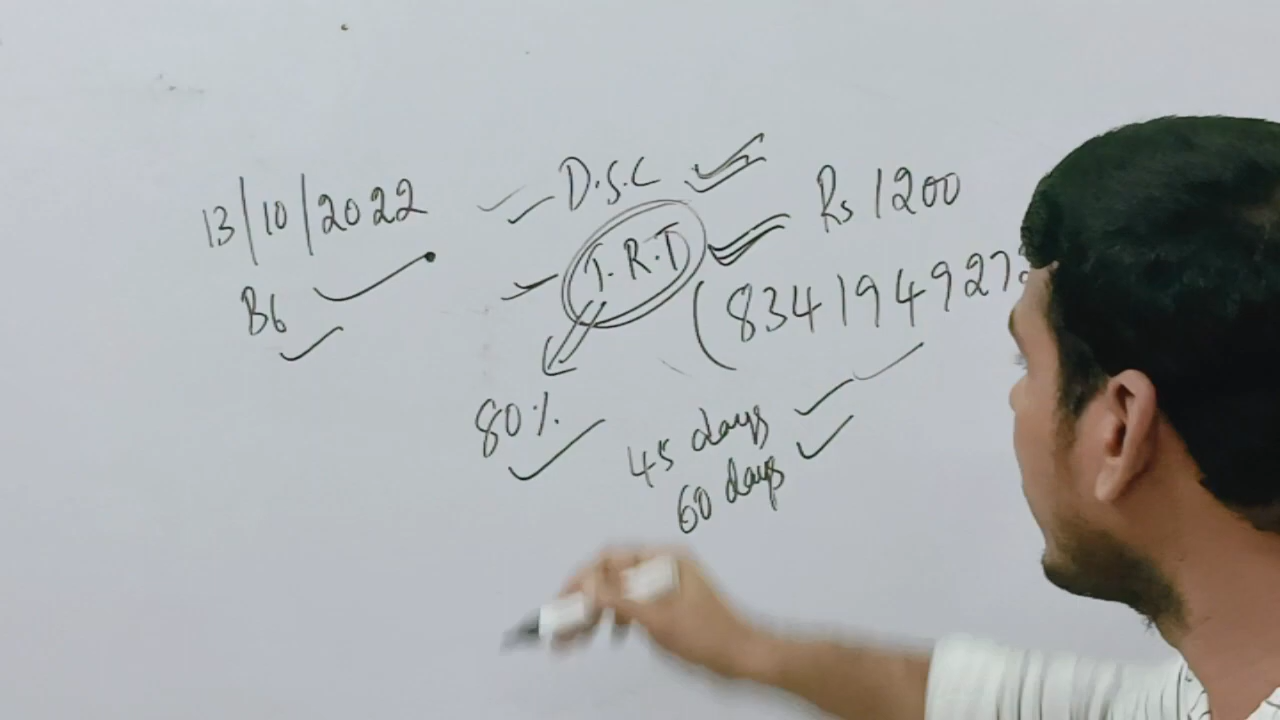 13/10/2022
B6
D.S.C
T.R.T
80%
Rs 1200
(834194927
45 days
60 days